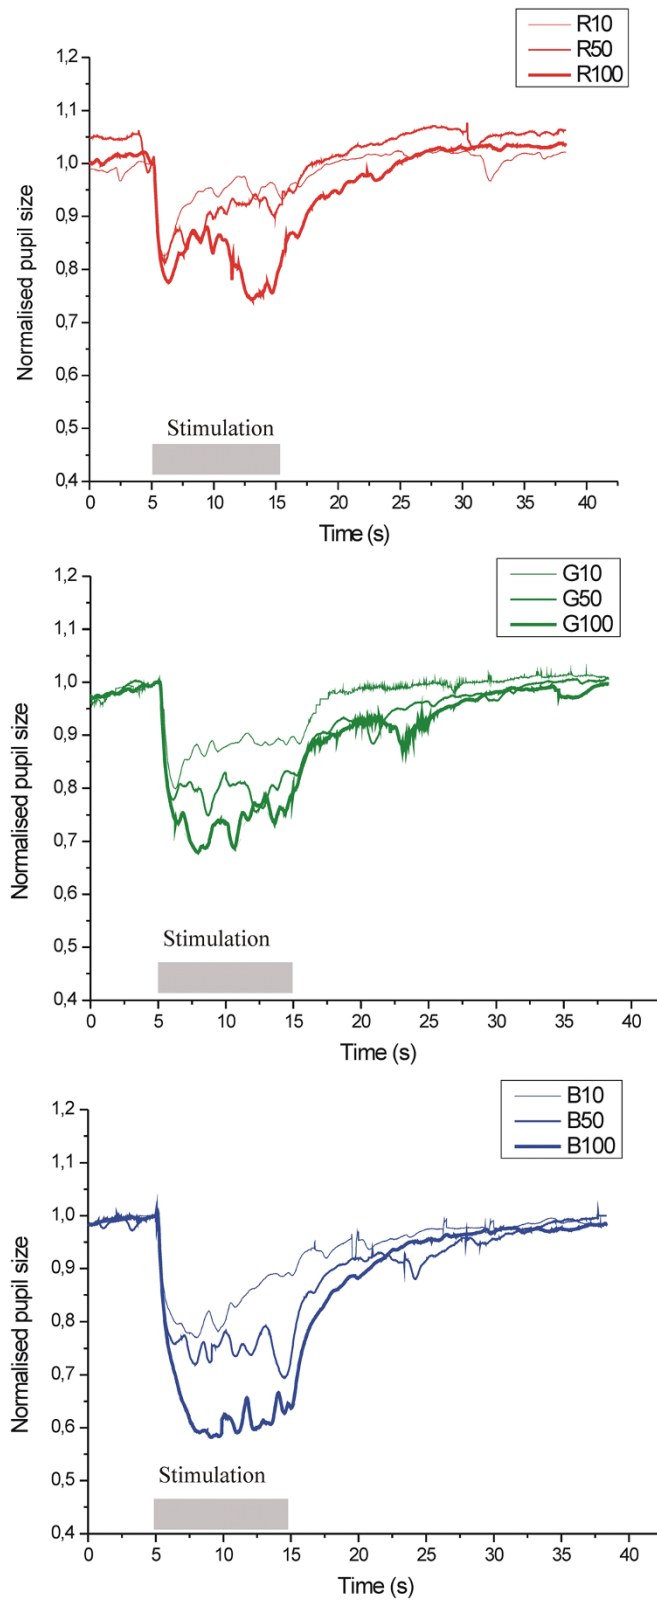 R10
R50
R100
1,2
1,1
1,0
0,9
0,8
0,7
0,6
0,5
0,4
Normalised pupil size
Stimulation
0 5 10 15 20 25 30 35 40
Time (s)
G10
G50
G100
1,2
1,1
1,0
0,9
0,8
0,7
0,6
0,5
0,4
Normalised pupil size
Stimulation
0 5 10 15 20 25 30 35 40
Time (s)
B10
B50
B100
1,2
1,1
1,0
0,9
0,8
0,7
0,6
0,5
0,4
Normalised pupil size
Stimulation
0 5 10 15 20 25 30 35 40
Time (s)